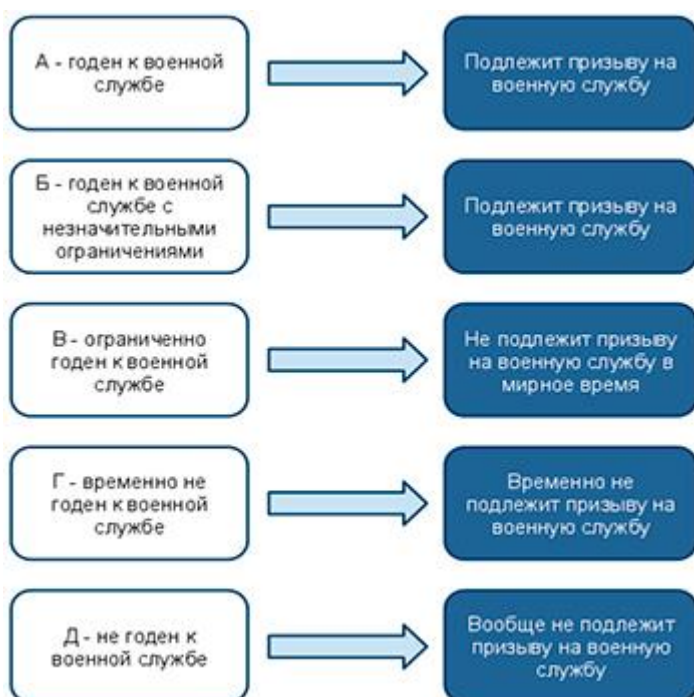 А - годен к военной
службе
Подлежит призыву на
военную службу
Б - годен к военной
службе с
незначительными
ограничениями
Подлежит призыву на
военную службу
В - ограниченно
годен к военной
службе
Не подлежит призыву
на военную службу в
мирное время
Г - временно не
годен к военной
службе
Временно не
подлежит призыву на
военную службу
Д - не годен к
военной службе
Вообще не подлежит
призыву на военную
службу